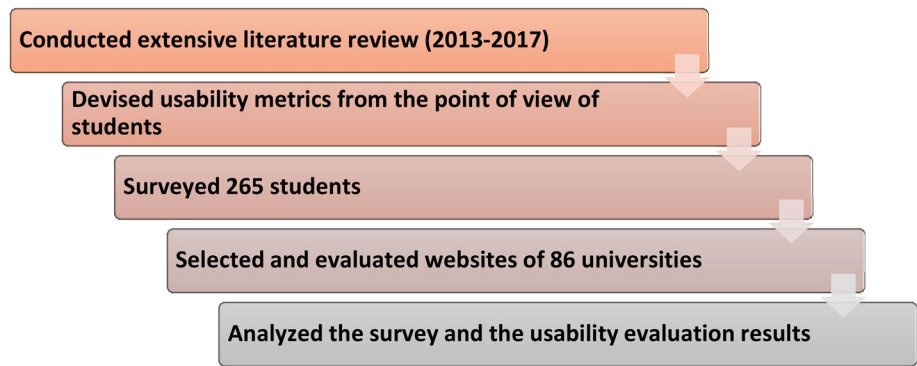 Conducted extensive literature review (2013-2017)
Devised usability metrics from the point of view of
students
Surveyed 265 students
Selected and evaluated websites of 86 universities
Analyzed the survey and the usability evaluation results